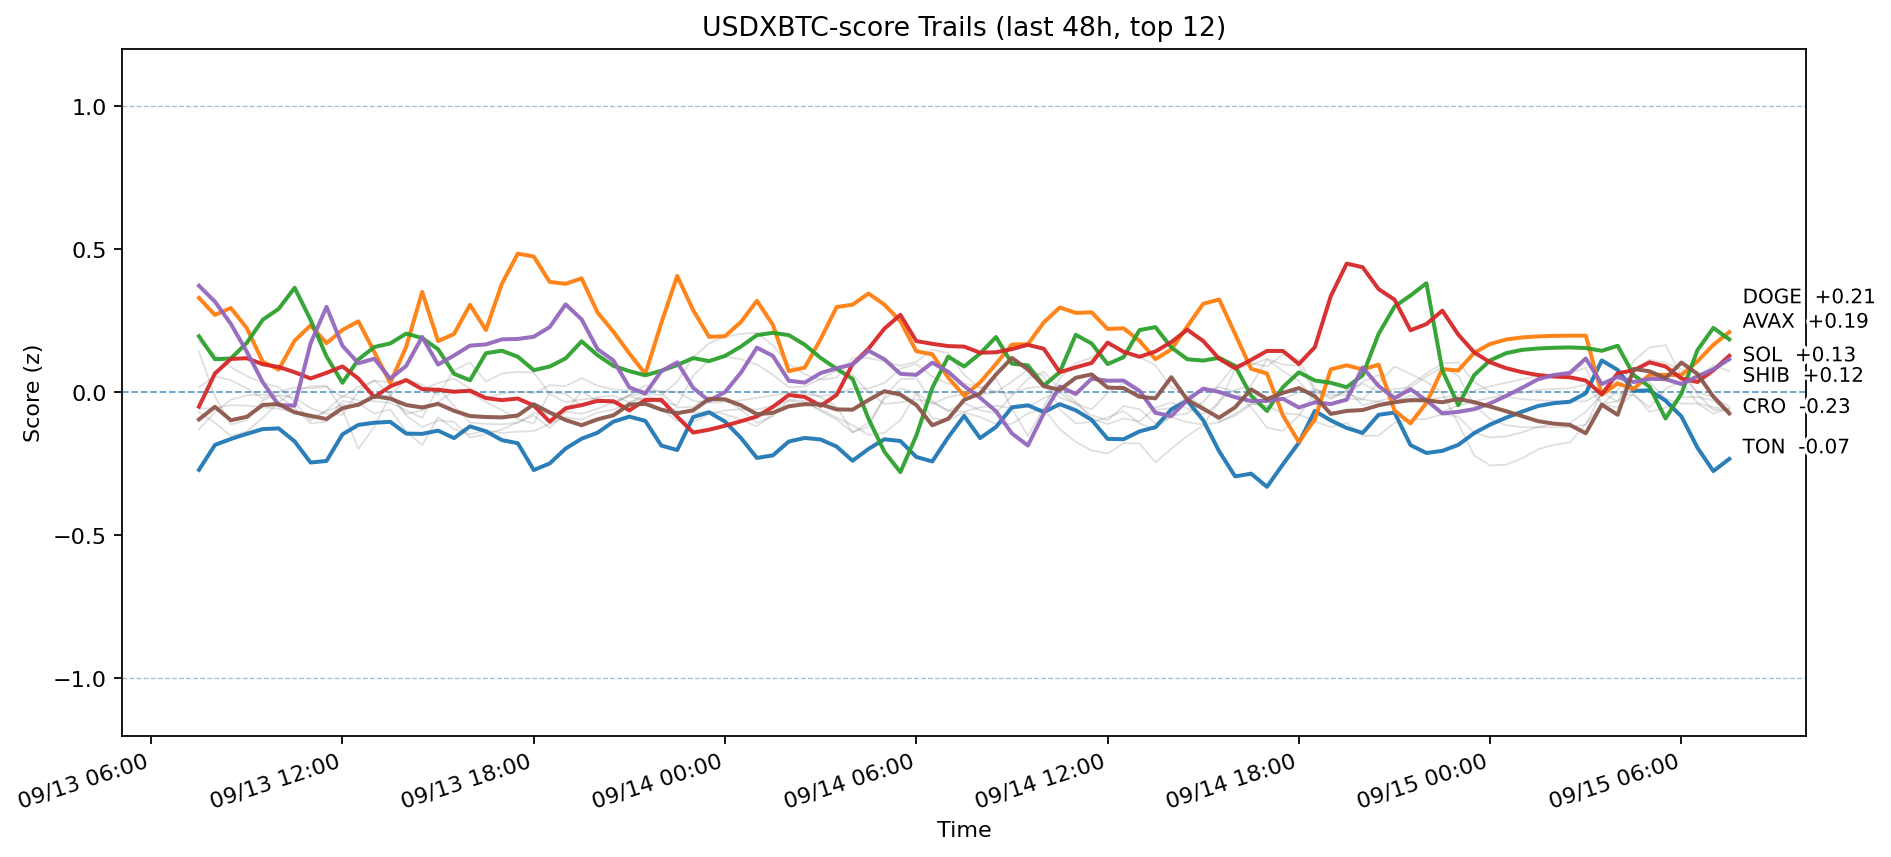 USDXBTC-score Trails (last 48h, top 12)
Score (z)
1.0
0.5
0.0
−0.5
−1.0
DOGE +0.21
AVAX +0.19
SOL +0.13
SHIB +0.12
CRO -0.23
TON -0.07
09/13 06:00
09/13 12:00
09/13 18:00
09/14 00:00
09/14 06:00
09/14 12:00
09/14 18:00
09/15 00:00
09/15 06:00
Time